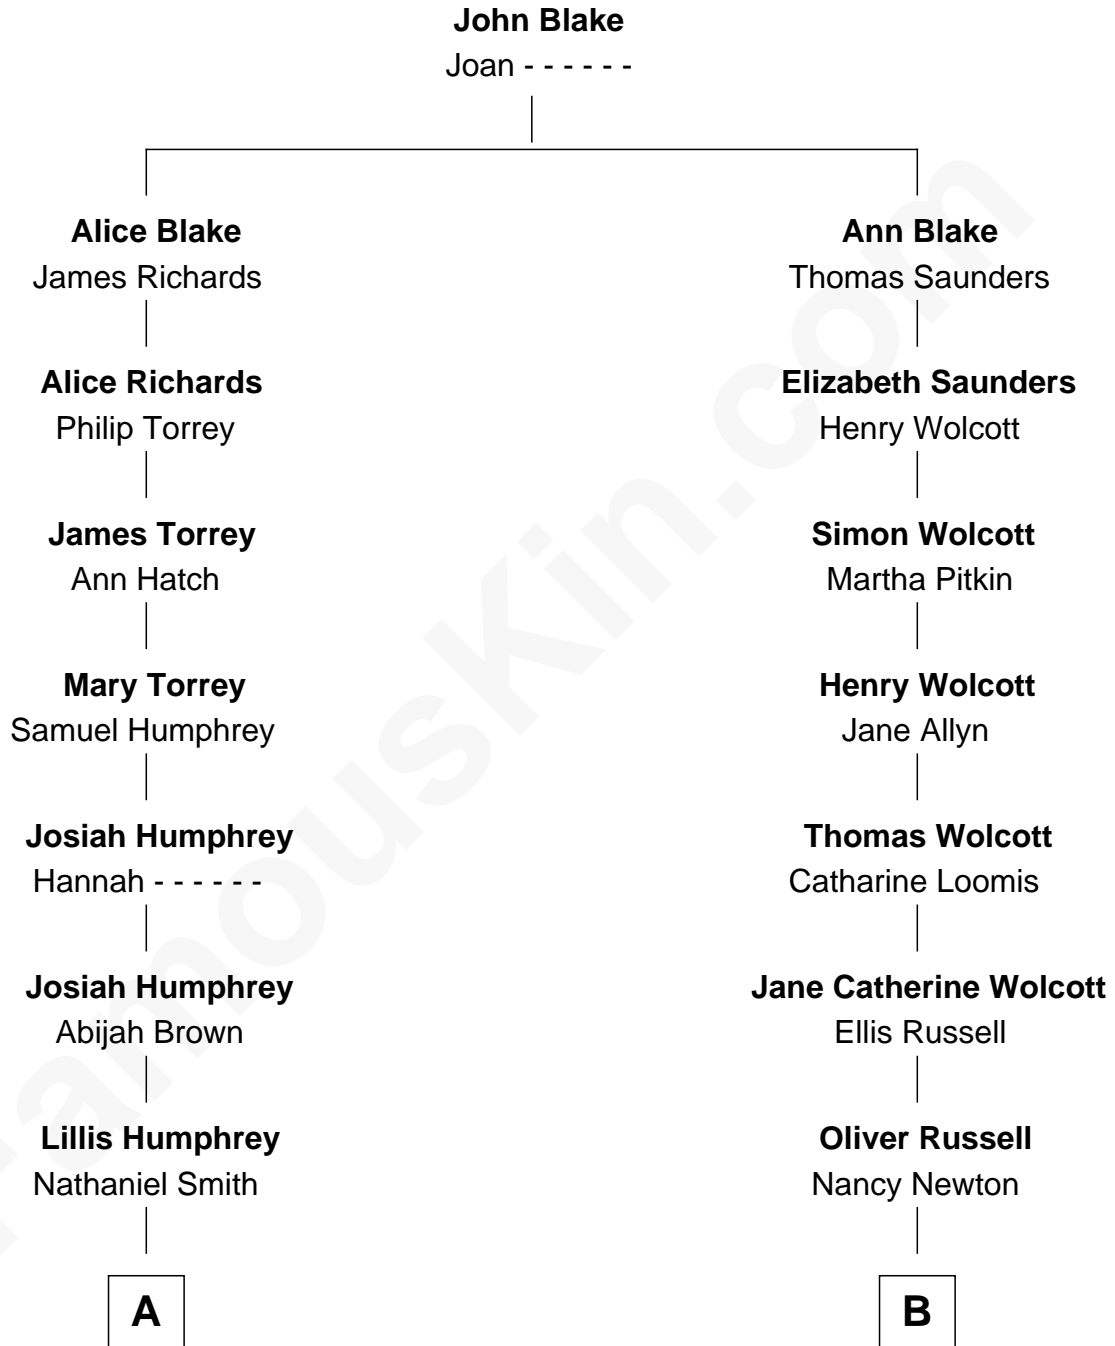 John Blake
Joan - - - - - -
Alice Blake
James Richards
Ann Blake
Thomas Saunders
Alice Richards
Philip Torrey
Elizabeth Saunders
Henry Wolcott
James Torrey
Ann Hatch
Simon Wolcott
Martha Pitkin
Mary Torrey
Samuel Humphrey
Henry Wolcott
Jane Allyn
Josiah Humphrey
Hannah - - - - - -
Thomas Wolcott
Catharine Loomis
Josiah Humphrey
Abijah Brown
Jane Catherine Wolcott
Ellis Russell
Lillis Humphrey
Nathaniel Smith
Oliver Russell
Nancy Newton
A
B
FamousKin.com